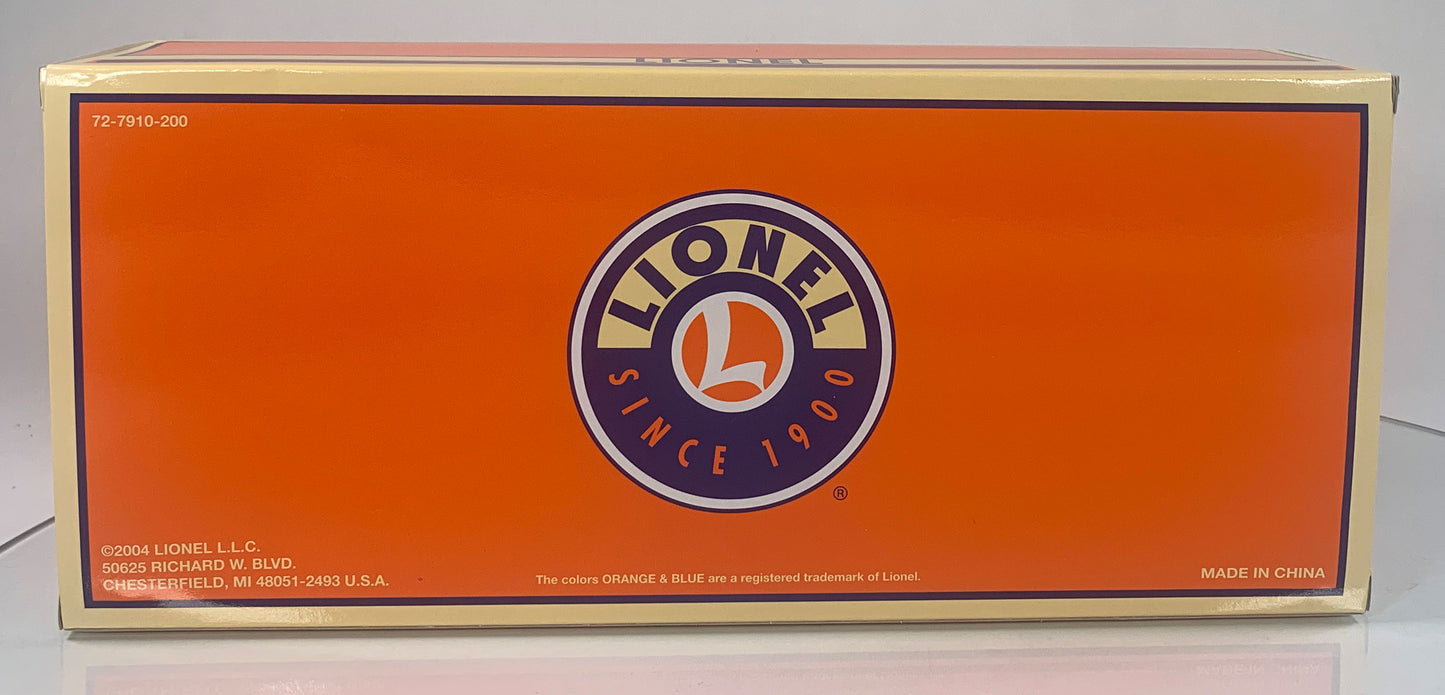 LIONEL
72-7910-200
LIONEL
L
SINCE 1900
®
©2004 LIONEL L.L.C.
50625 RICHARD W. BLVD.
CHESTERFIELD, MI 48051-2493 U.S.A.
The colors ORANGE & BLUE are a registered trademark of Lionel.
MADE IN CHINA